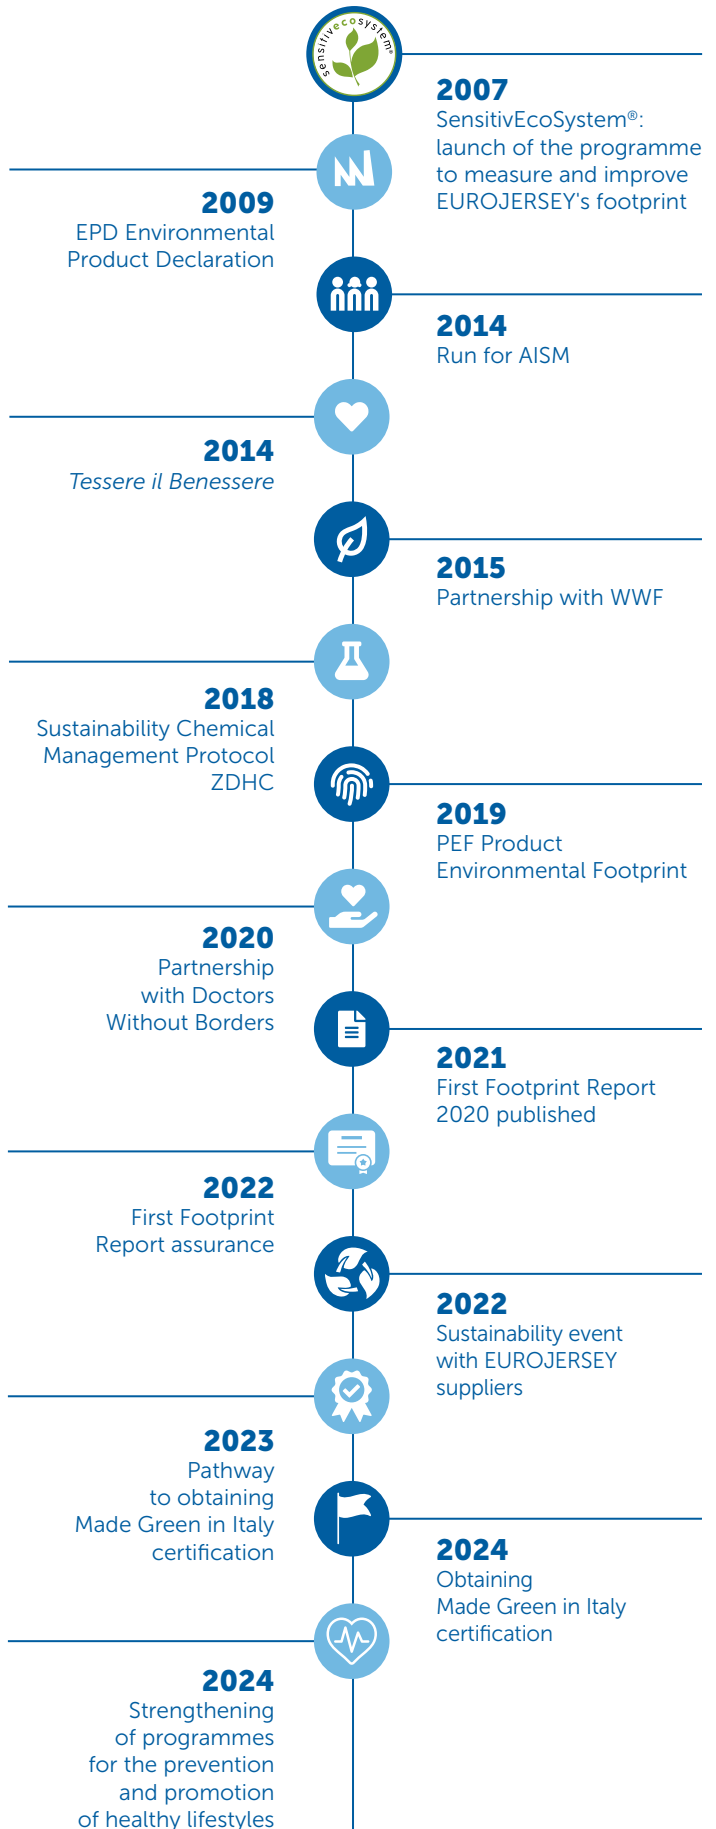 sensitivecosystem®
2007
SensitivEcoSystem®:
launch of the programme
to measure and improve
EUROJERSEY's footprint
2009
EPD Environmental
Product Declaration
2014
Run for AISM
2014
Tessere il Benessere
2015
Partnership with WWF
2018
Sustainability Chemical
Management Protocol
ZDHC
2019
PEF Product
Environmental Footprint
2020
Partnership
with Doctors
Without Borders
2021
First Footprint Report
2020 published
2022
First Footprint
Report assurance
2022
Sustainability event
with EUROJERSEY
suppliers
2023
Pathway
to obtaining
Made Green in Italy
certification
2024
Obtaining
Made Green in Italy
certification
2024
Strengthening
of programmes
for the prevention
and promotion
of healthy lifestyles